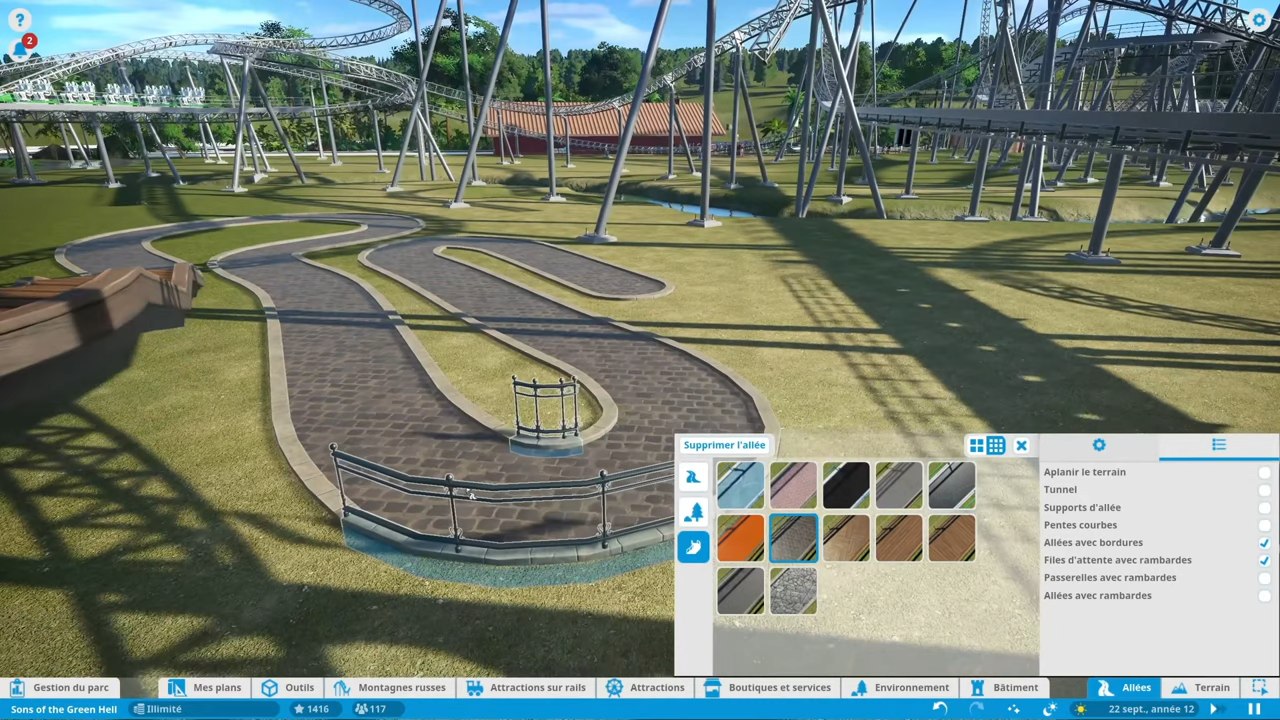 ?
2
Supprimer l'allée
Aplanir le terrain
Tunnel
Supports d'allée
Pentes courbes
Allées avec bordures
Files d'attente avec rambardes
Passerelles avec rambardes
Allées avec rambardes
Gestion du parc
Mes plans
Outils
Montagnes russes
Attractions sur rails
Attractions
Boutiques et services
Environnement
Bâtiment
Allées
Terrain
Sons of the Green Hell
Illimité
1416
117
22 sept., année 12